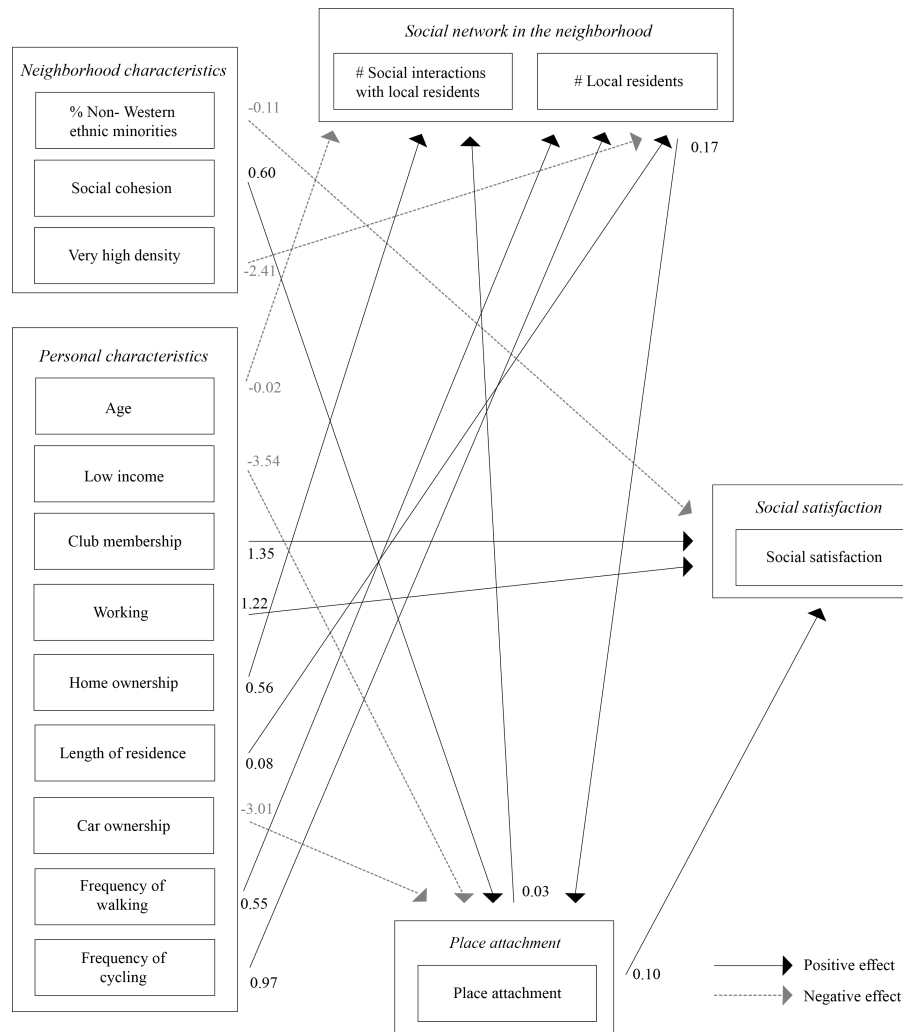 Social network in the neighborhood
# Social interactions
with local residents
# Local residents
Neighborhood characteristics
% Non- Western
ethnic minorities
Social cohesion
Very high density
-0.11
0.60
-2.41
0.17
Personal characteristics
Age
Low income
Club membership
Working
Home ownership
Length of residence
Car ownership
Frequency of
walking
Frequency of
cycling
-0.02
-3.54
1.35
1.22
0.56
0.08
-3.01
0.55
0.97
Social satisfaction
Social satisfaction
0.03
Place attachment
Place attachment
0.10
Positive effect
Negative effect